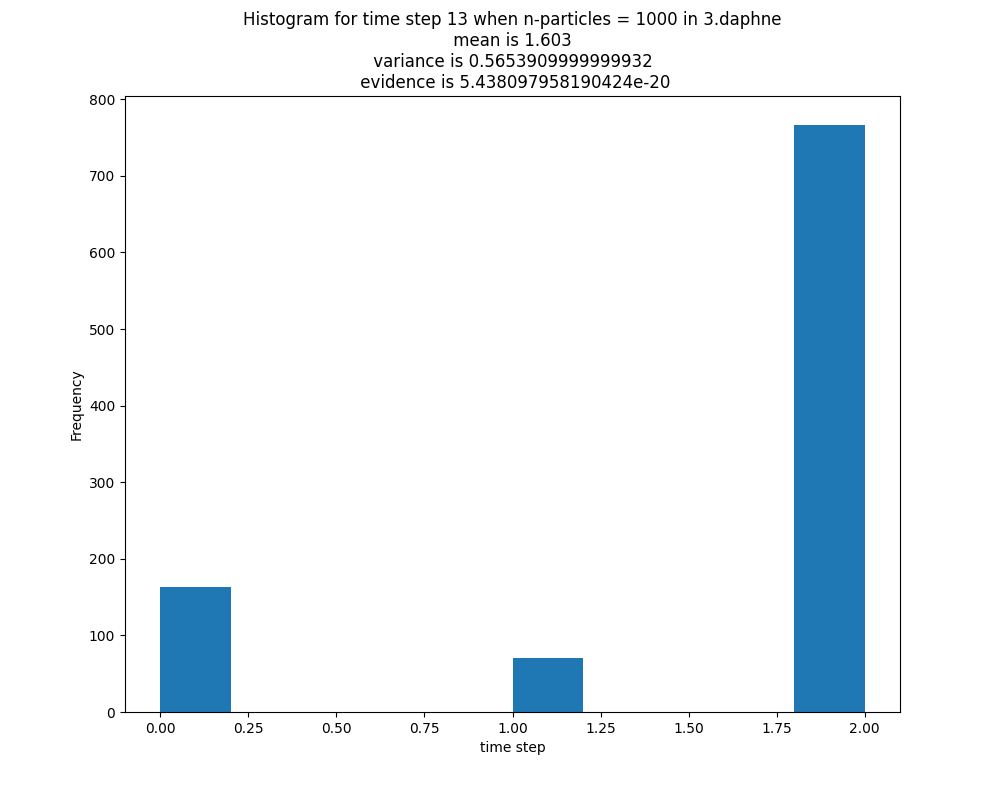 Histogram for time step 13 when n-particles = 1000 in 3.daphne
mean is 1.603
variance is 0.5653909999999932
evidence is 5.438097958190424e-20
800
700
600
500
400
300
200
100
0
Frequency
0.00 0.25 0.50 0.75 1.00 1.25 1.50 1.75 2.00
time step